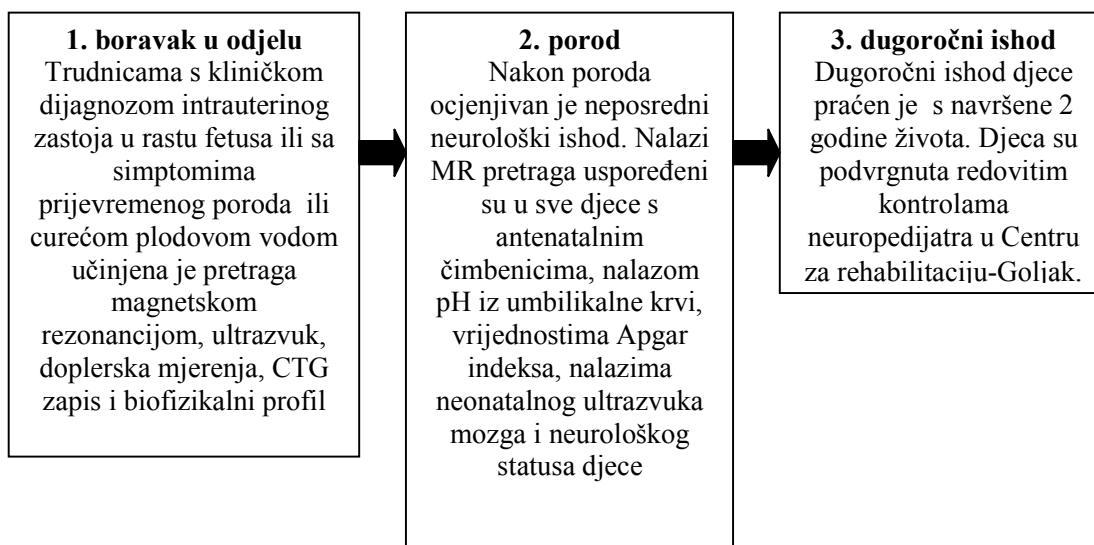 1. boravak u odjelu
Trudnicama s kliničkom
dijagnozom intrauterinog
zastoja u rastu fetusa ili sa
simptomima
prijevremenog poroda ili
curećom plodovom vodom
učinjena je pretraga
magnetskom
rezonancijom, ultrazvuk,
doplerska mjerenja, CTG
zapis i biofizikalni profil
2. porod
Nakon poroda
ocjenjivan je neposredni
neurološki ishod. Nalazi
MR pretraga uspoređeni
su u sve djece s
antenatalnim
čimbenicima, nalazom
pH iz umbilikalne krvi,
vrijednostima Apgar
indeksa, nalazima
neonatalnog ultrazvuka
mozga i neurološkog
statusa djece
3. dugoročni ishod
Dugoročni ishod djece
praćen je s navršene 2
godine života. Djeca su
podvrgnuta redovitim
kontrolama
neuropedijatra u Centru
za rehabilitaciju-Goljak.